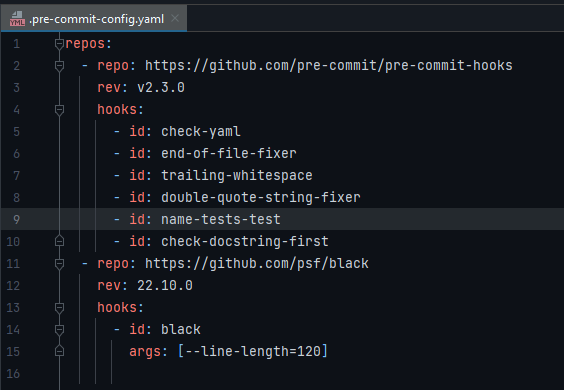 .pre-commit-config.yaml
1 repos:
2 - repo: https://github.com/pre-commit/pre-commit-hooks
3 rev: v2.3.0
4 hooks:
5 - id: check-yaml
6 - id: end-of-file-fixer
7 - id: trailing-whitespace
8 - id: double-quote-string-fixer
9 - id: name-tests-test
10 - id: check-docstring-first
11 - repo: https://github.com/psf/black
12 rev: 22.10.0
13 hooks:
14 - id: black
15 args: [--line-length=120]
16